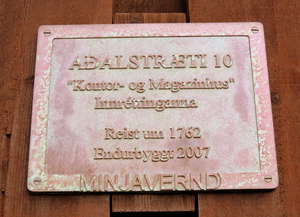 AÐALSTRÆTI 10
"Kontor- og Magazinhus"
Innréttinganna
Reist um 1762
Endurbyggt 2007
MINJAVERND